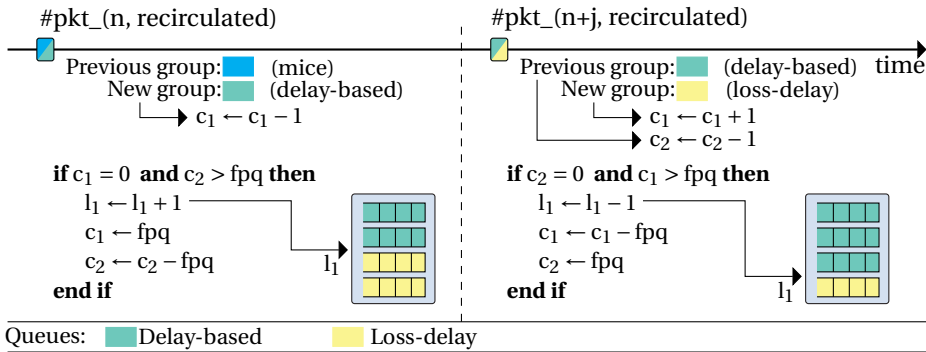 #pkt_(n, recirculated)
Previous group: (mice)
New group: (delay-based)
c₁ ← c₁ − 1
if c₁ = 0 and c₂ > fpq then
l₁ ← l₁ + 1
c₁ ← fpq
c₂ ← c₂ − fpq
end if
l₁
#pkt_(n+j, recirculated)
time
Previous group: (delay-based)
New group: (loss-delay)
c₁ ← c₁ + 1
c₂ ← c₂ − 1
if c₂ = 0 and c₁ > fpq then
l₁ ← l₁ − 1
c₁ ← c₁ − fpq
c₂ ← fpq
end if
l₁
Queues: Delay-based Loss-delay